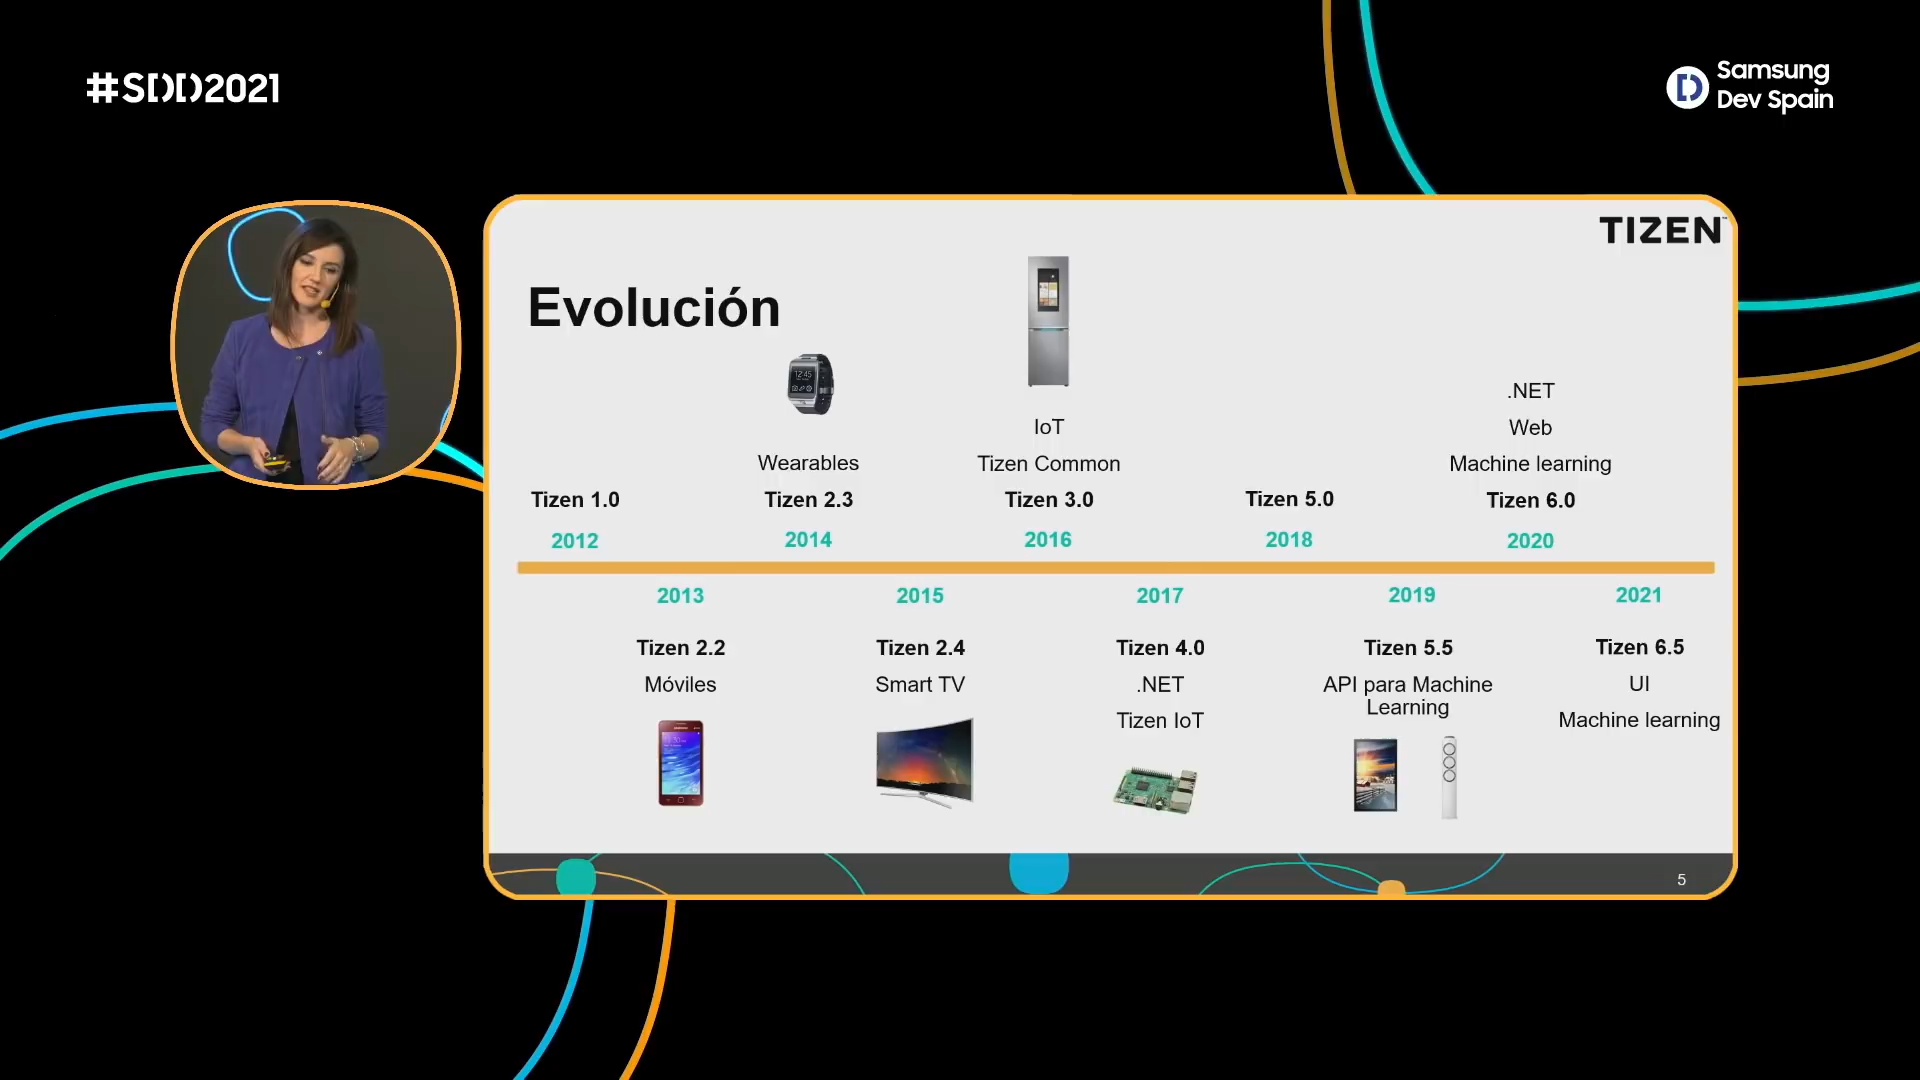 #SDD2021
Samsung
Dev Spain
TIZEN
Evolución
Wearables
IoT
Tizen Common
.NET
Web
Machine learning
Tizen 1.0
Tizen 2.3
Tizen 3.0
Tizen 5.0
Tizen 6.0
2012
2014
2016
2018
2020
2013
2015
2017
2019
2021
Tizen 2.2
Tizen 2.4
Tizen 4.0
Tizen 5.5
Tizen 6.5
Móviles
Smart TV
.NET
Tizen IoT
API para Machine
Learning
UI
Machine learning
12:45
5